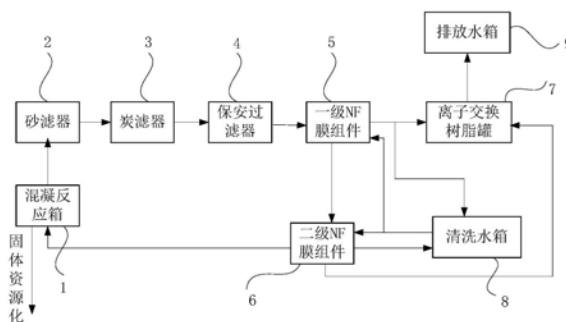 2
3
4
5
排放水箱
9
砂滤器
炭滤器
保安过
滤器
一级NF
膜组件
离子交换
树脂罐
7
混凝反
应箱
1
二级NF
膜组件
6
清洗水箱
8
固体资源化